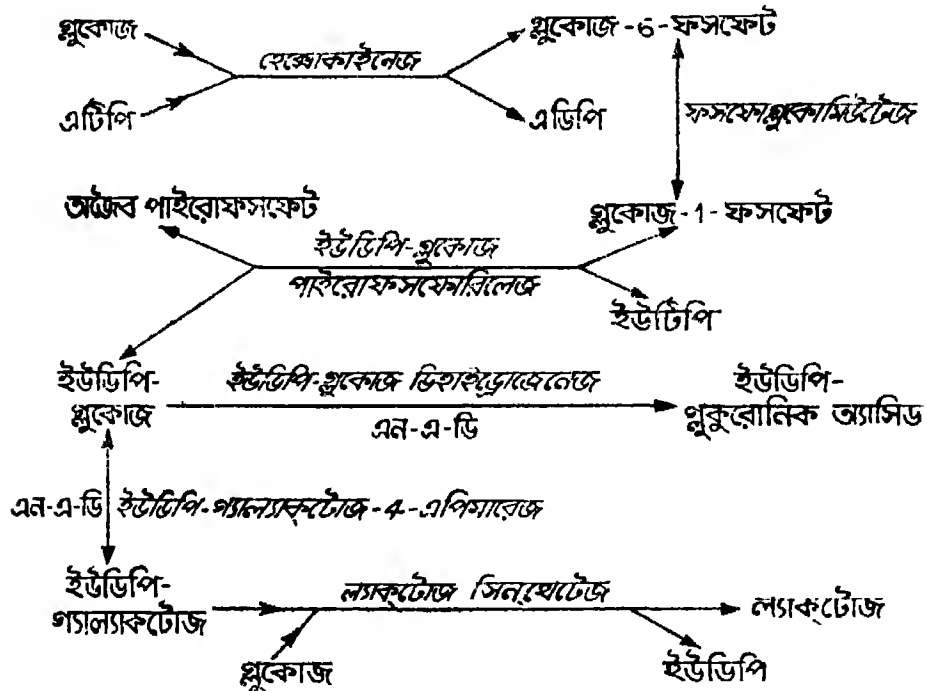 গ্লুকোজ
হেক্সোকাইনেজ
গ্লুকোজ-6-ফসফেট
এটিপি
এডিপি
ফসফোগ্লুকোমিউটেজ
অজৈব পাইরোফসফেট
গ্লুকোজ-1-ফসফেট
ইউডিপি-গ্লুকোজ
পাইরোফসফোরিলেজ
ইউটিপি
ইউডিপি-
গ্লুকোজ
ইউডিপি-গ্লুকোজ ডিহাইড্রোজেনেজ
এন-এ-ডি
ইউডিপি-
গ্লুকুরোনিক অ্যাসিড
এন-এ-ডি
ইউডিপি-গ্যাল্যাক্‌টোজ-4-এপিমারেজ
ইউডিপি-
গ্যাল্যাকটোজ
ল্যাক্‌টোজ সিন্‌থেটেজ
ল্যাক্‌টোজ
গ্লুকোজ
ইউডিপি